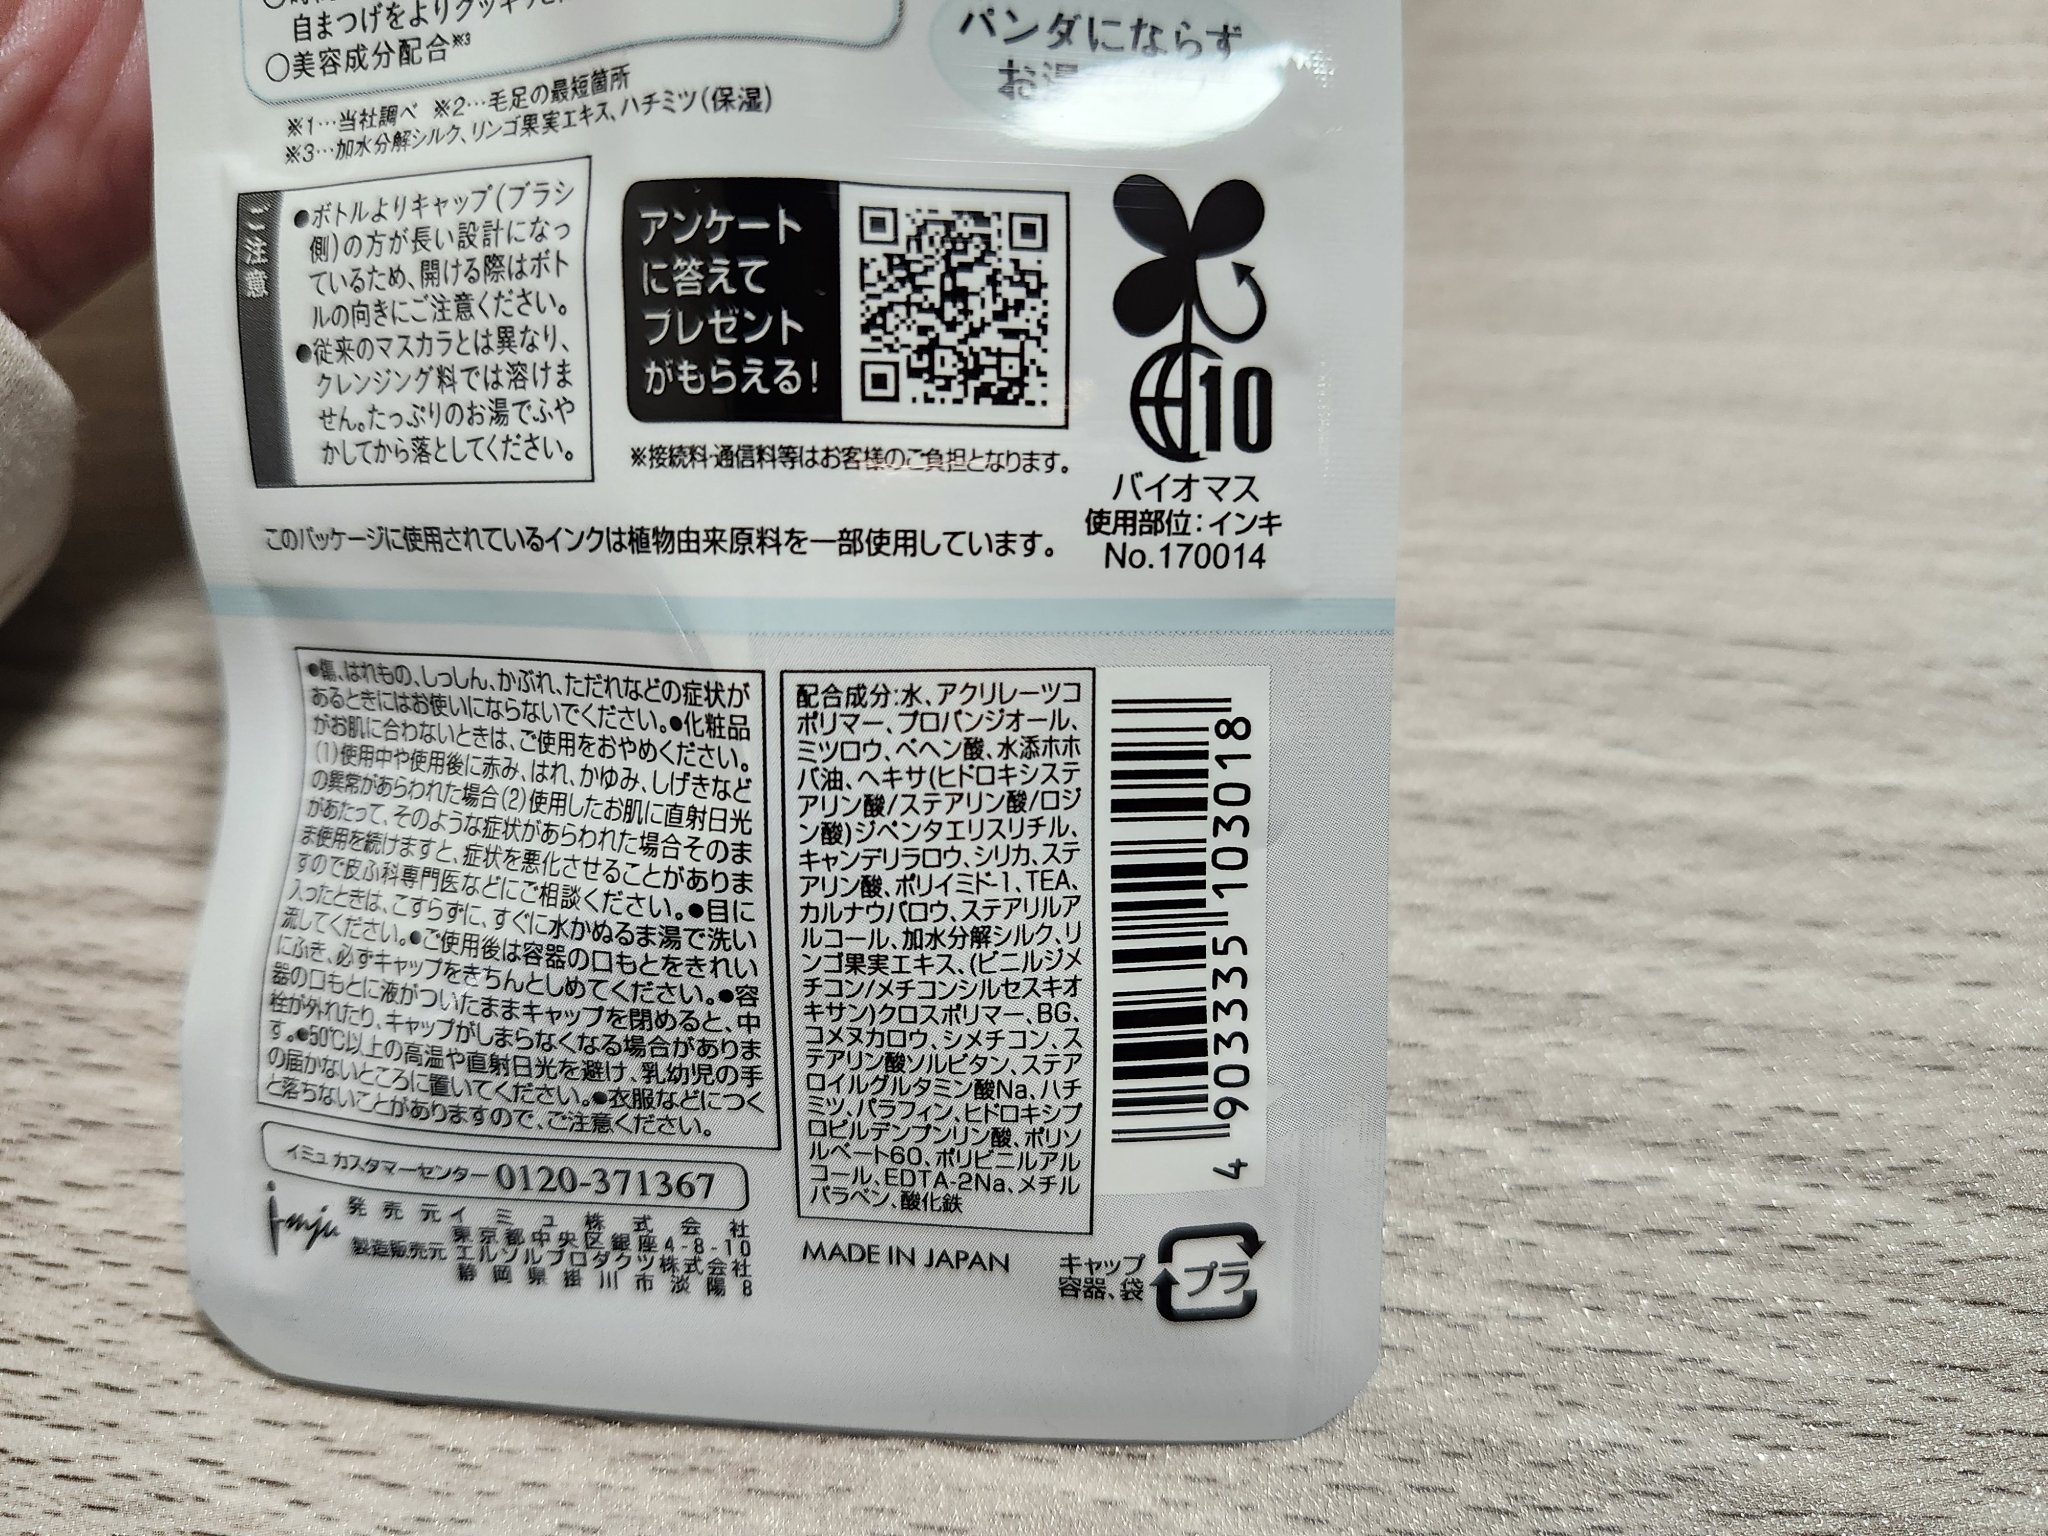 自まつげをよりクッキリと
○美容成分配合※3
パンダにならず
お湯
※1…当社調べ ※2…毛足の最短箇所
※3…加水分解シルク、リンゴ果実エキス、ハチミツ(保湿)
ご注意
●ボトルよりキャップ(ブラシ
側)の方が長い設計になっ
ているため、開ける際はボト
ルの向きにご注意ください。
●従来のマスカラとは異なり、
クレンジング料では溶けま
せん。たっぷりのお湯でふや
かしてから落としてください。
アンケート
に答えて
プレゼント
がもらえる!
※接続料・通信料等はお客様のご負担となります。
10
バイオマス
使用部位:インキ
No.170014
このパッケージに使用されているインクは植物由来原料を一部使用しています。
●傷、はれもの、しっしん、かぶれ、ただれなどの症状が
あるときにはお使いにならないでください。●化粧品
がお肌に合わないときは、ご使用をおやめください。
(1)使用中や使用後に赤み、はれ、かゆみ、しげきなど
の異常があらわれた場合(2)使用したお肌に直射日光
があたって、そのような症状があらわれた場合そのま
ま使用を続けますと、症状を悪化させることがありま
すので皮ふ科専門医などにご相談ください。●目に
入ったときは、こすらずに、すぐに水かぬるま湯で洗い
流してください。●ご使用後は容器の口もとをきれい
にふき、必ずキャップをきちんとしめてください。●容
器の口もとに液がついたままキャップを閉めると、中
栓が外れたり、キャップがしまらなくなる場合がありま
す。●50℃以上の高温や直射日光を避け、乳幼児の手
の届かないところに置いてください。●衣服などにつく
と落ちないことがありますので、ご注意ください。
イミュ カスタマーセンター 0120-371367
imju
発売元 イミュ株式会社
東京都中央区銀座4-8-10
製造販売元 エルソルプロダクツ株式会社
静岡県掛川市淡陽8
配合成分:水、アクリレーツコ
ポリマー、プロパンジオール、
ミツロウ、ベヘン酸、水添ホホ
バ油、ヘキサ(ヒドロキシステ
アリン酸/ステアリン酸/ロジ
ン酸)ジペンタエリスリチル、
キャンデリラロウ、シリカ、ステ
アリン酸、ポリイミド-1、TEA、
カルナウバロウ、ステアリルア
ルコール、加水分解シルク、リ
ンゴ果実エキス、(ビニルジメ
チコン/メチコンシルセスキオ
キサン)クロスポリマー、BG、
コメヌカロウ、シメチコン、ス
テアリン酸ソルビタン、ステア
ロイルグルタミン酸Na、ハチ
ミツ、パラフィン、ヒドロキシプ
ロピルデンプンリン酸、ポリソ
ルベート60、ポリビニルアル
コール、EDTA-2Na、メチル
パラベン、酸化鉄
MADE IN JAPAN
4 903335 103018
キャップ
容器、袋
プラ